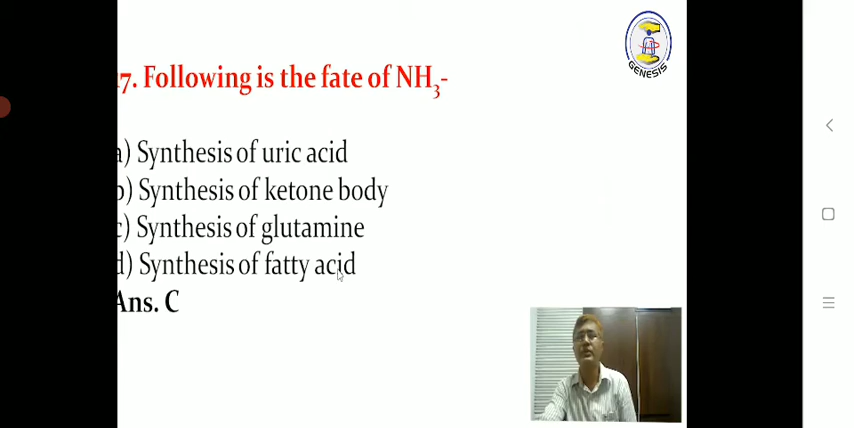 17. Following is the fate of NH₃-
a) Synthesis of uric acid
b) Synthesis of ketone body
c) Synthesis of glutamine
d) Synthesis of fatty acid
Ans. C
GENESIS